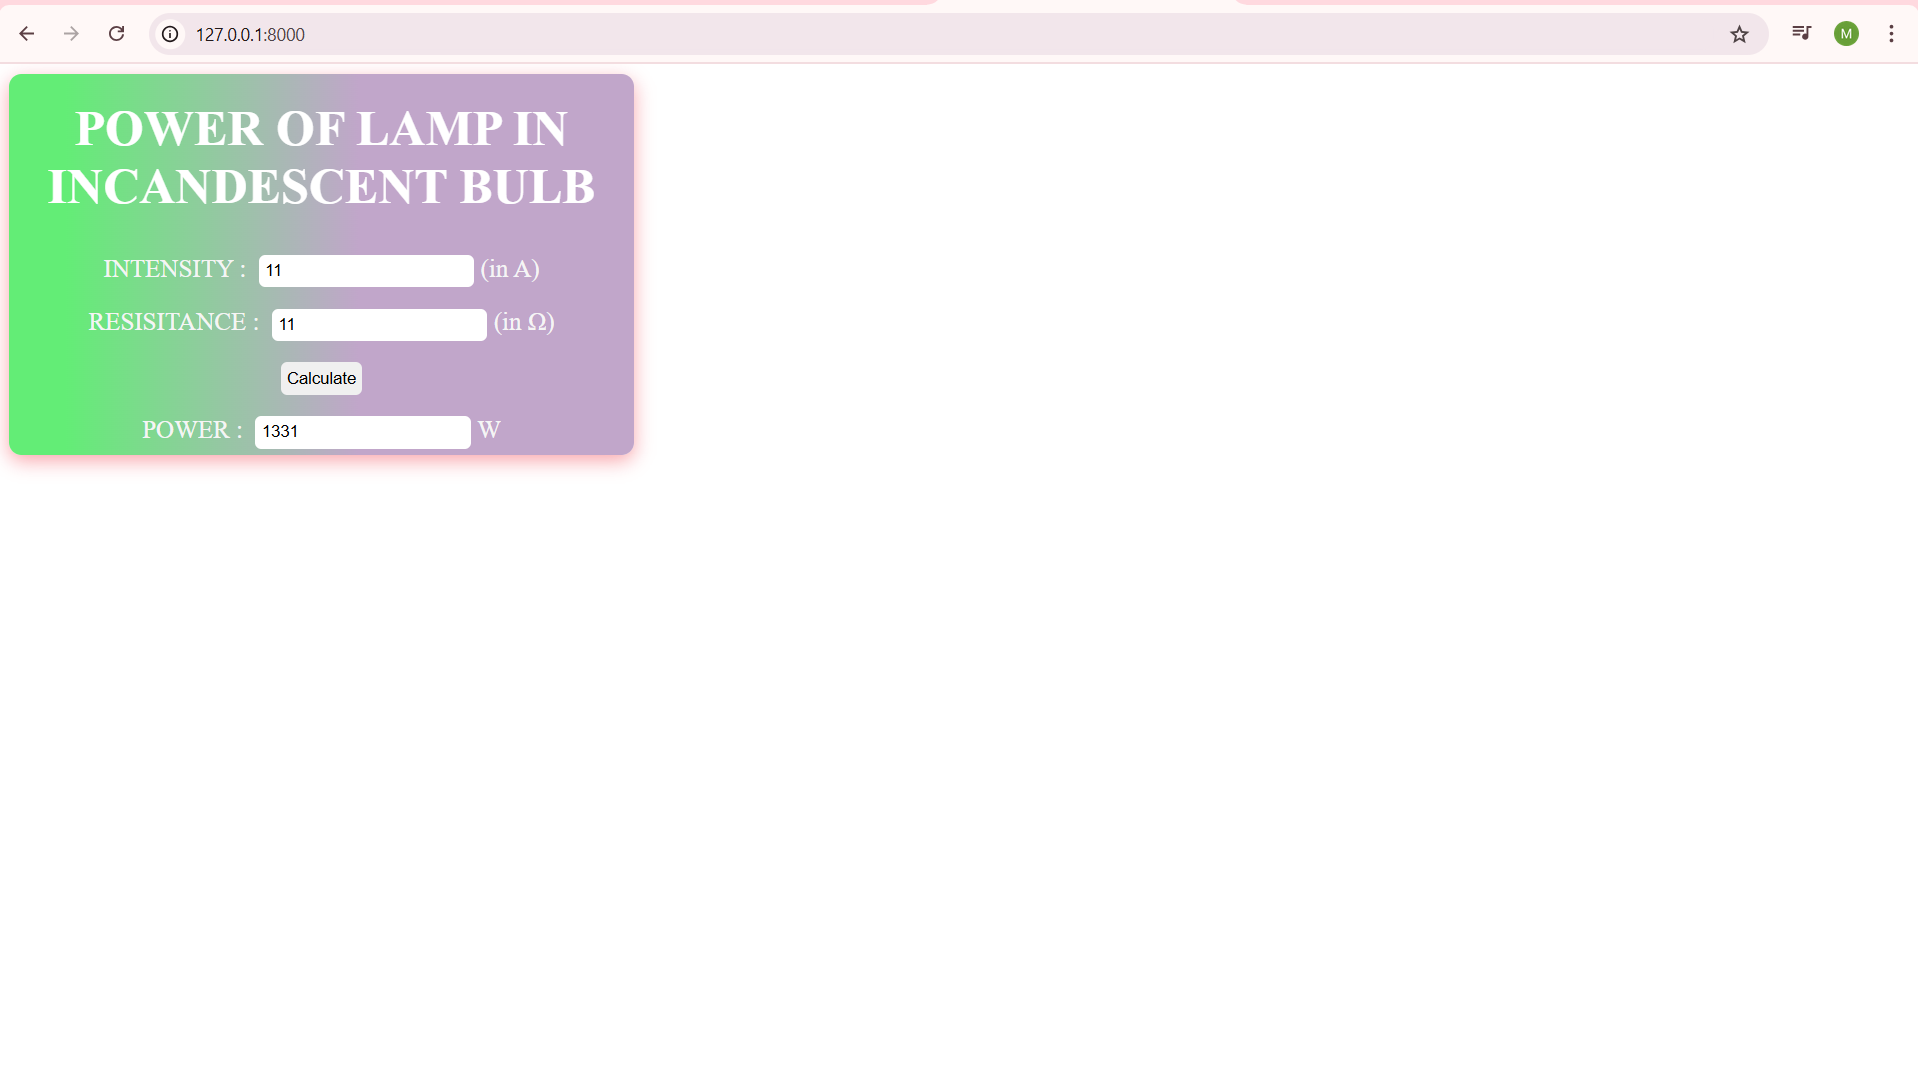 127.0.0.1:8000
M
POWER OF LAMP IN
INCANDESCENT BULB
INTENSITY : 11 (in A)
RESISITANCE : 11 (in Ω)
Calculate
POWER : 1331 W